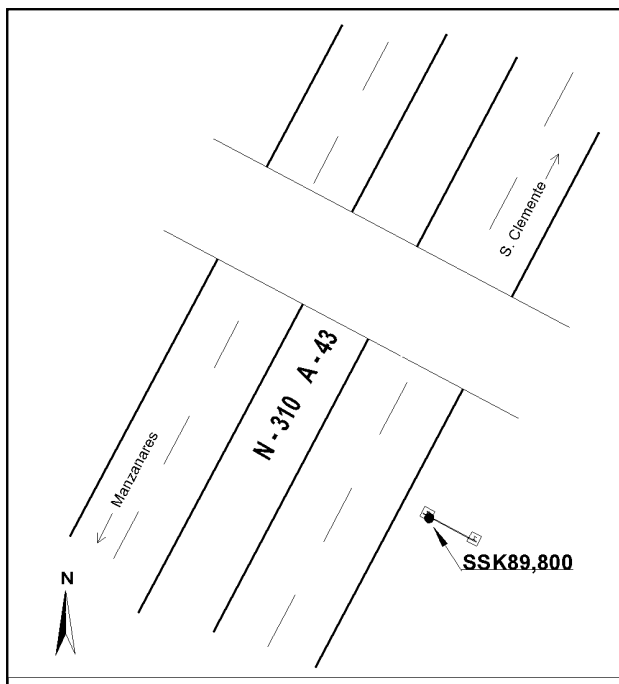 S. Clemente
N - 310 A - 43
Manzanares
SSK89,800
N